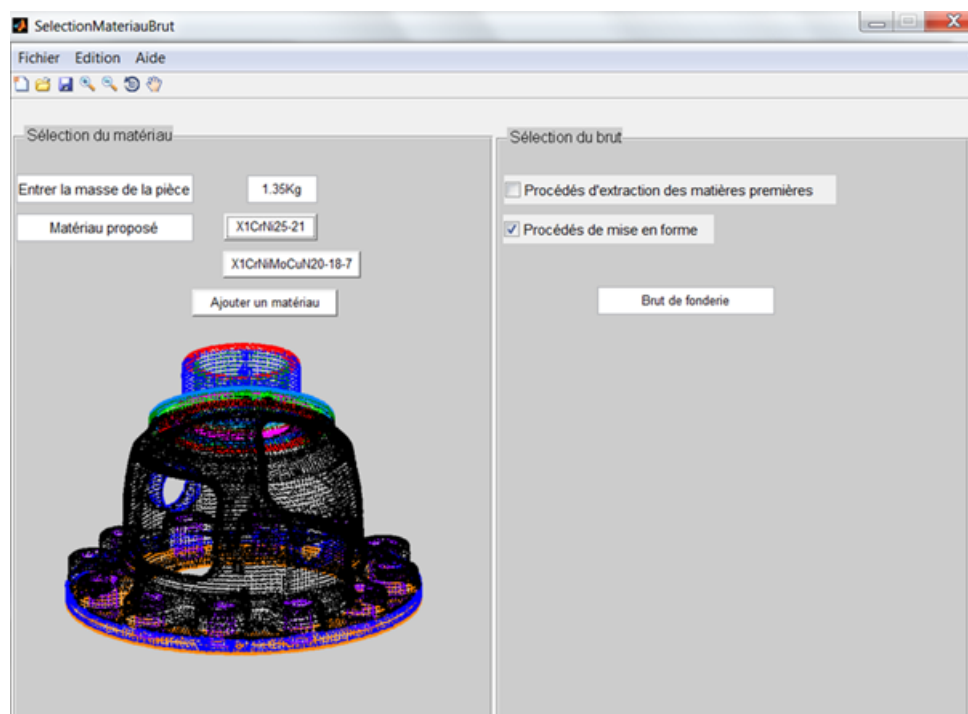 SelectionMateriauBrut
Fichier Edition Aide
Sélection du matériau
Entrer la masse de la pièce 1.35Kg
Matériau proposé X1CrNi25-21
X1CrNiMoCuN20-18-7
Ajouter un matériau
Sélection du brut
Procédés d'extraction des matières premières
Procédés de mise en forme
Brut de fonderie